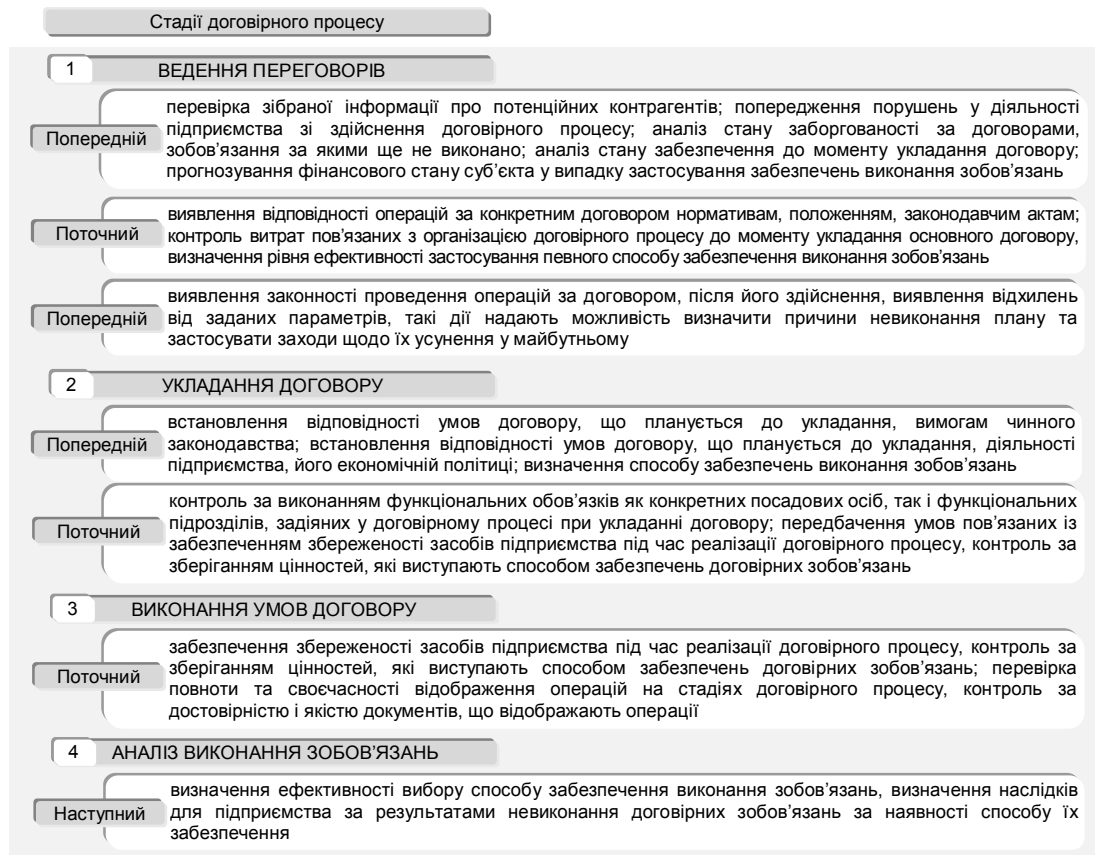 Стадії договірного процесу
1 ВЕДЕННЯ ПЕРЕГОВОРІВ
перевірка зібраної інформації про потенційних контрагентів; попередження порушень у діяльності
Попередній підприємства зі здійснення договірного процесу; аналіз стану заборгованості за договорами,
зобов'язання за якими ще не виконано; аналіз стану забезпечення до моменту укладання договору;
прогнозування фінансового стану суб'єкта у випадку застосування забезпечень виконання зобов'язань
виявлення відповідності операцій за конкретним договором нормативам, положенням, законодавчим актам;
Поточний контроль витрат пов'язаних з організацією договірного процесу до моменту укладання основного договору,
визначення рівня ефективності застосування певного способу забезпечення виконання зобов'язань
виявлення законності проведення операцій за договором, після його здійснення, виявлення відхилень
Попередній від заданих параметрів, такі дії надають можливість визначити причини невиконання плану та
застосувати заходи щодо їх усунення у майбутньому
2 УКЛАДАННЯ ДОГОВОРУ
встановлення відповідності умов договору, що планується до укладання, вимогам чинного
Попередній законодавства; встановлення відповідності умов договору, що планується до укладання, діяльності
підприємства, його економічній політиці; визначення способу забезпечень виконання зобов'язань
контроль за виконанням функціональних обов'язків як конкретних посадових осіб, так і функціональних
Поточний підрозділів, задіяних у договірному процесі при укладанні договору; передбачення умов пов'язаних із
забезпеченням збереженості засобів підприємства під час реалізації договірного процесу, контроль за
зберіганням цінностей, які виступають способом забезпечень договірних зобов'язань
3 ВИКОНАННЯ УМОВ ДОГОВОРУ
забезпечення збереженості засобів підприємства під час реалізації договірного процесу, контроль за
Поточний зберіганням цінностей, які виступають способом забезпечень договірних зобов'язань; перевірка
повноти та своєчасності відображення операцій на стадіях договірного процесу, контроль за
достовірністю і якістю документів, що відображають операції
4 АНАЛІЗ ВИКОНАННЯ ЗОБОВ'ЯЗАНЬ
визначення ефективності вибору способу забезпечення виконання зобов'язань, визначення наслідків
Наступний для підприємства за результатами невиконання договірних зобов'язань за наявності способу їх
забезпечення